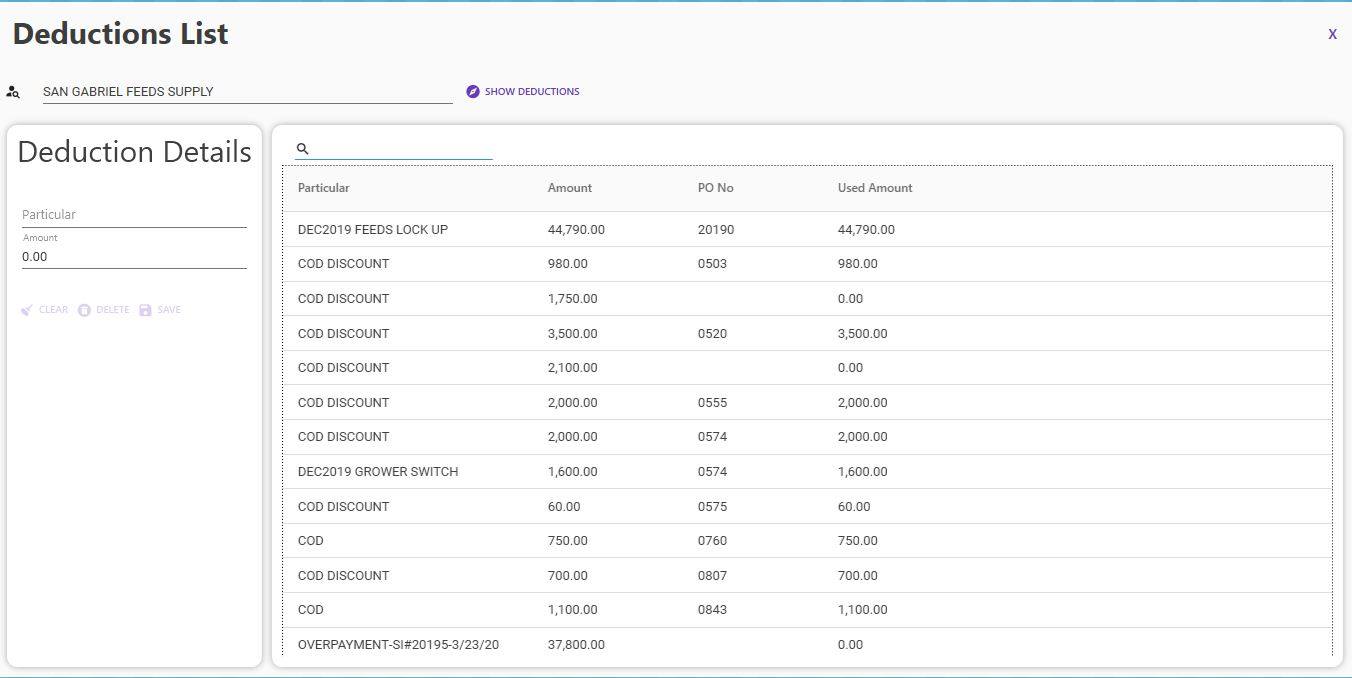 Deductions List
X
SAN GABRIEL FEEDS SUPPLY SHOW DEDUCTIONS
Deduction Details
Particular
Amount
0.00
CLEAR DELETE SAVE
Particular Amount PO No Used Amount
DEC2019 FEEDS LOCK UP 44,790.00 20190 44,790.00
COD DISCOUNT 980.00 0503 980.00
COD DISCOUNT 1,750.00 0.00
COD DISCOUNT 3,500.00 0520 3,500.00
COD DISCOUNT 2,100.00 0.00
COD DISCOUNT 2,000.00 0555 2,000.00
COD DISCOUNT 2,000.00 0574 2,000.00
DEC2019 GROWER SWITCH 1,600.00 0574 1,600.00
COD DISCOUNT 60.00 0575 60.00
COD 750.00 0760 750.00
COD DISCOUNT 700.00 0807 700.00
COD 1,100.00 0843 1,100.00
OVERPAYMENT-SI#20195-3/23/20 37,800.00 0.00